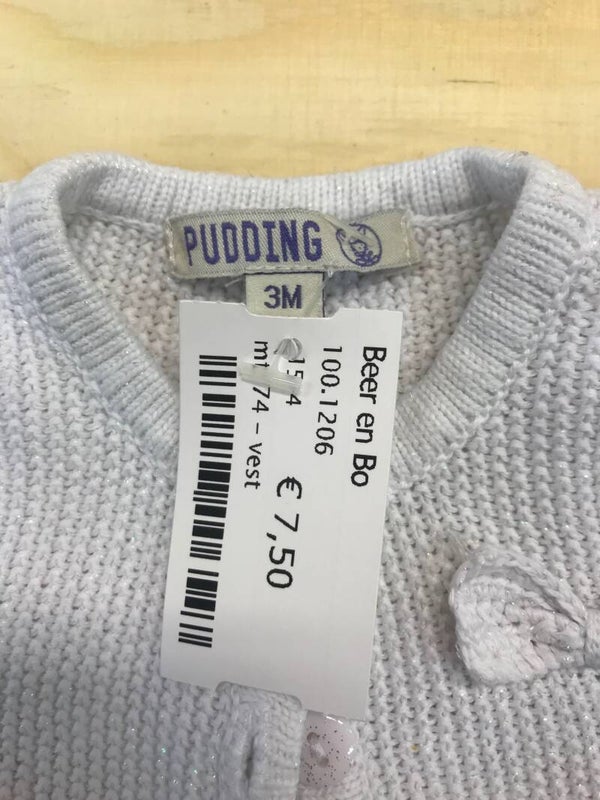 PUDDING
3M
Beer en Bo
100.1206
€ 7,50
mt 74 - vest